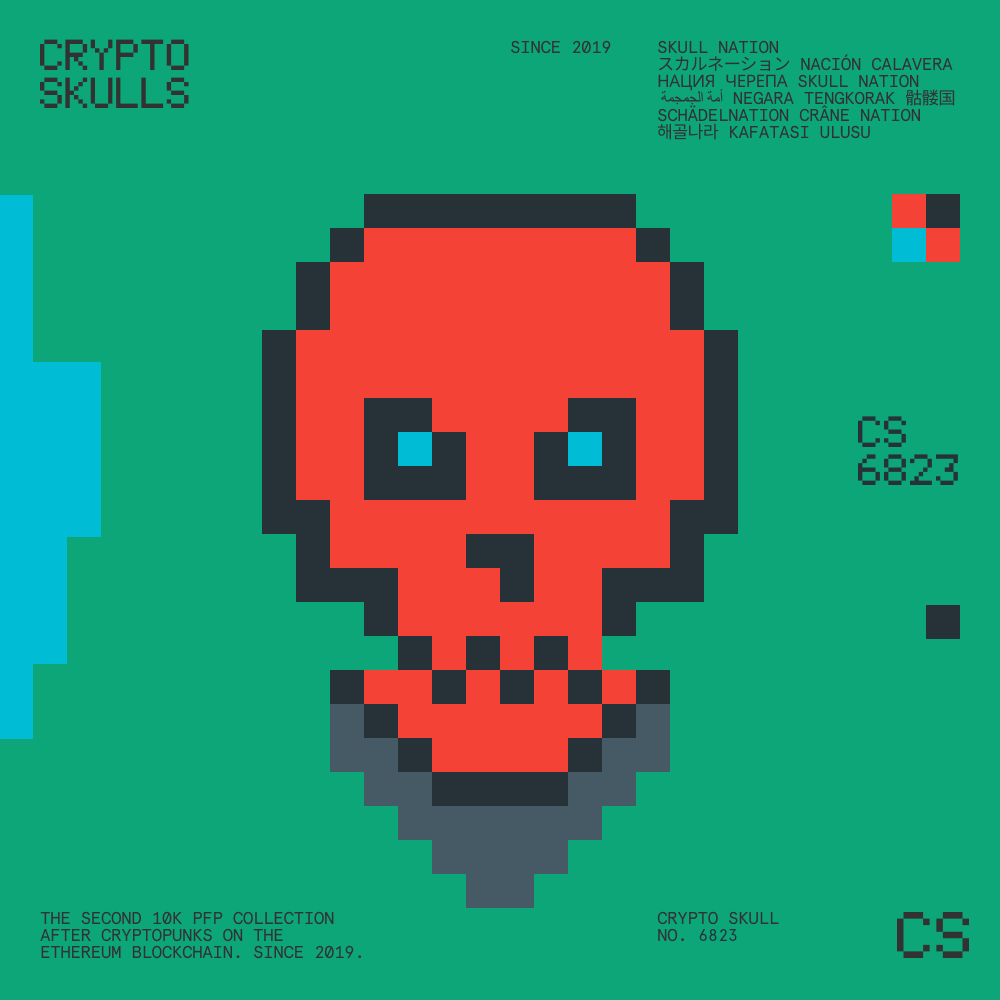 CRYPTO
SKULLS
SINCE 2019
SKULL NATION
スカルネーション NACIÓN CALAVERA
НАЦИЯ ЧЕРЕПА SKULL NATION
أمة الجمجمة NEGARA TENGKORAK 骷髅国
SCHÄDELNATION CRÂNE NATION
해골나라 KAFATASI ULUSU
CS
6823
THE SECOND 10K PFP COLLECTION
AFTER CRYPTOPUNKS ON THE
ETHEREUM BLOCKCHAIN. SINCE 2019.
CRYPTO SKULL
NO. 6823
CS